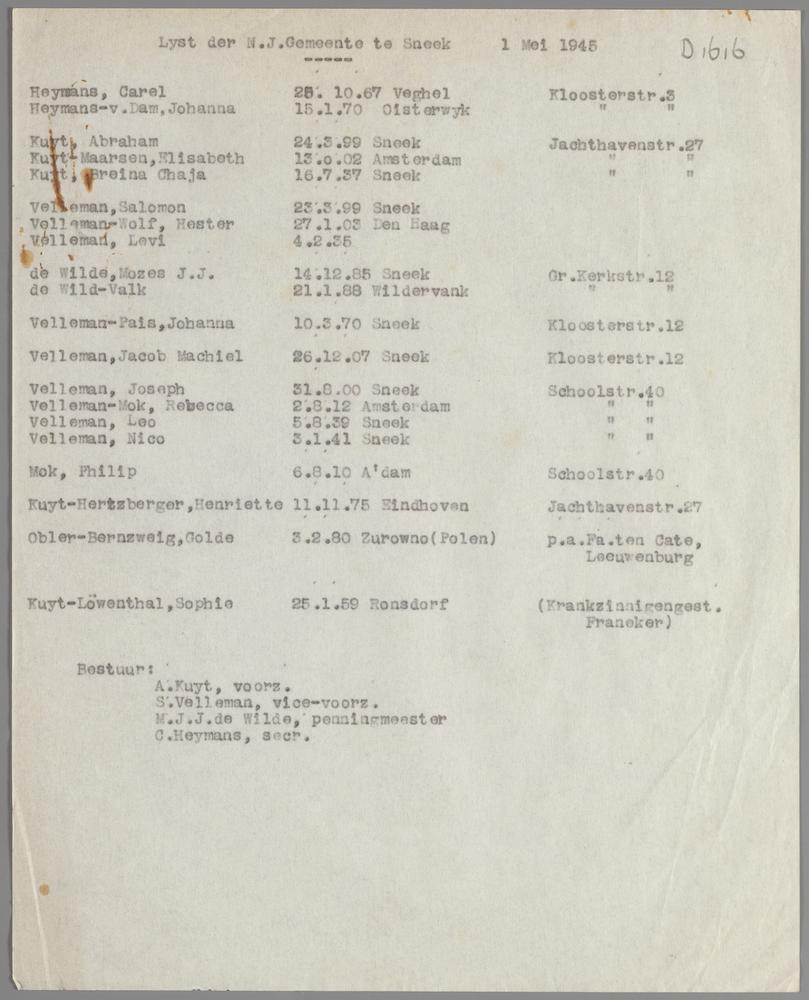 Lyst der N.J.Gemeente te Sneek 1 Mei 1945 D1616
-----
Heymans, Carel 28. 10.67 Veghel Kloosterstr.3
Heymans-v.Dam,Johanna 15.1.70 Oisterwyk " "
Kuyt, Abraham 24.3.99 Sneek Jachthavenstr.27
Kuyt-Maarsen,Elisabeth 13.o.02 Amsterdam " "
Kuyt, Breina Chaja 16.7.37 Sneek " "
Velleman,Salomon 23.3.99 Sneek
Velleman-Wolf, Hester 27.1.03 Den Haag
Velleman, Levi 4.2.35
de Wilde,Mozes J.J. 14.12.85 Sneek Gr.Kerkstr.12
de Wild-Valk 21.1.88 Wildervank " "
Velleman-Pais,Johanna 10.3.70 Sneek Kloosterstr.12
Velleman,Jacob Machiel 26.12.07 Sneek Kloosterstr.12
Velleman, Joseph 31.8.00 Sneek Schoolstr.40
Velleman-Mok, Rebecca 2.8.12 Amsterdam " "
Velleman, Leo 5.8.39 Sneek " "
Velleman, Nico 3.1.41 Sneek " "
Mok, Philip 6.8.10 A'dam Schoolstr.40
Kuyt-Hertzberger,Henriette 11.11.75 Eindhoven Jachthavenstr.27
Obler-Bernzweig,Golde 3.2.80 Zurowno(Polen) p.a.Fa.ten Cate,
Leeuwenburg
Kuyt-Löwenthal,Sophie 25.1.59 Ronsdorf (Krankzinnigengest.
Franeker)
Bestuur:
A.Kuyt, voorz.
S.Velleman, vice-voorz.
M.J.J.de Wilde, penningmeester
C.Heymans, secr.